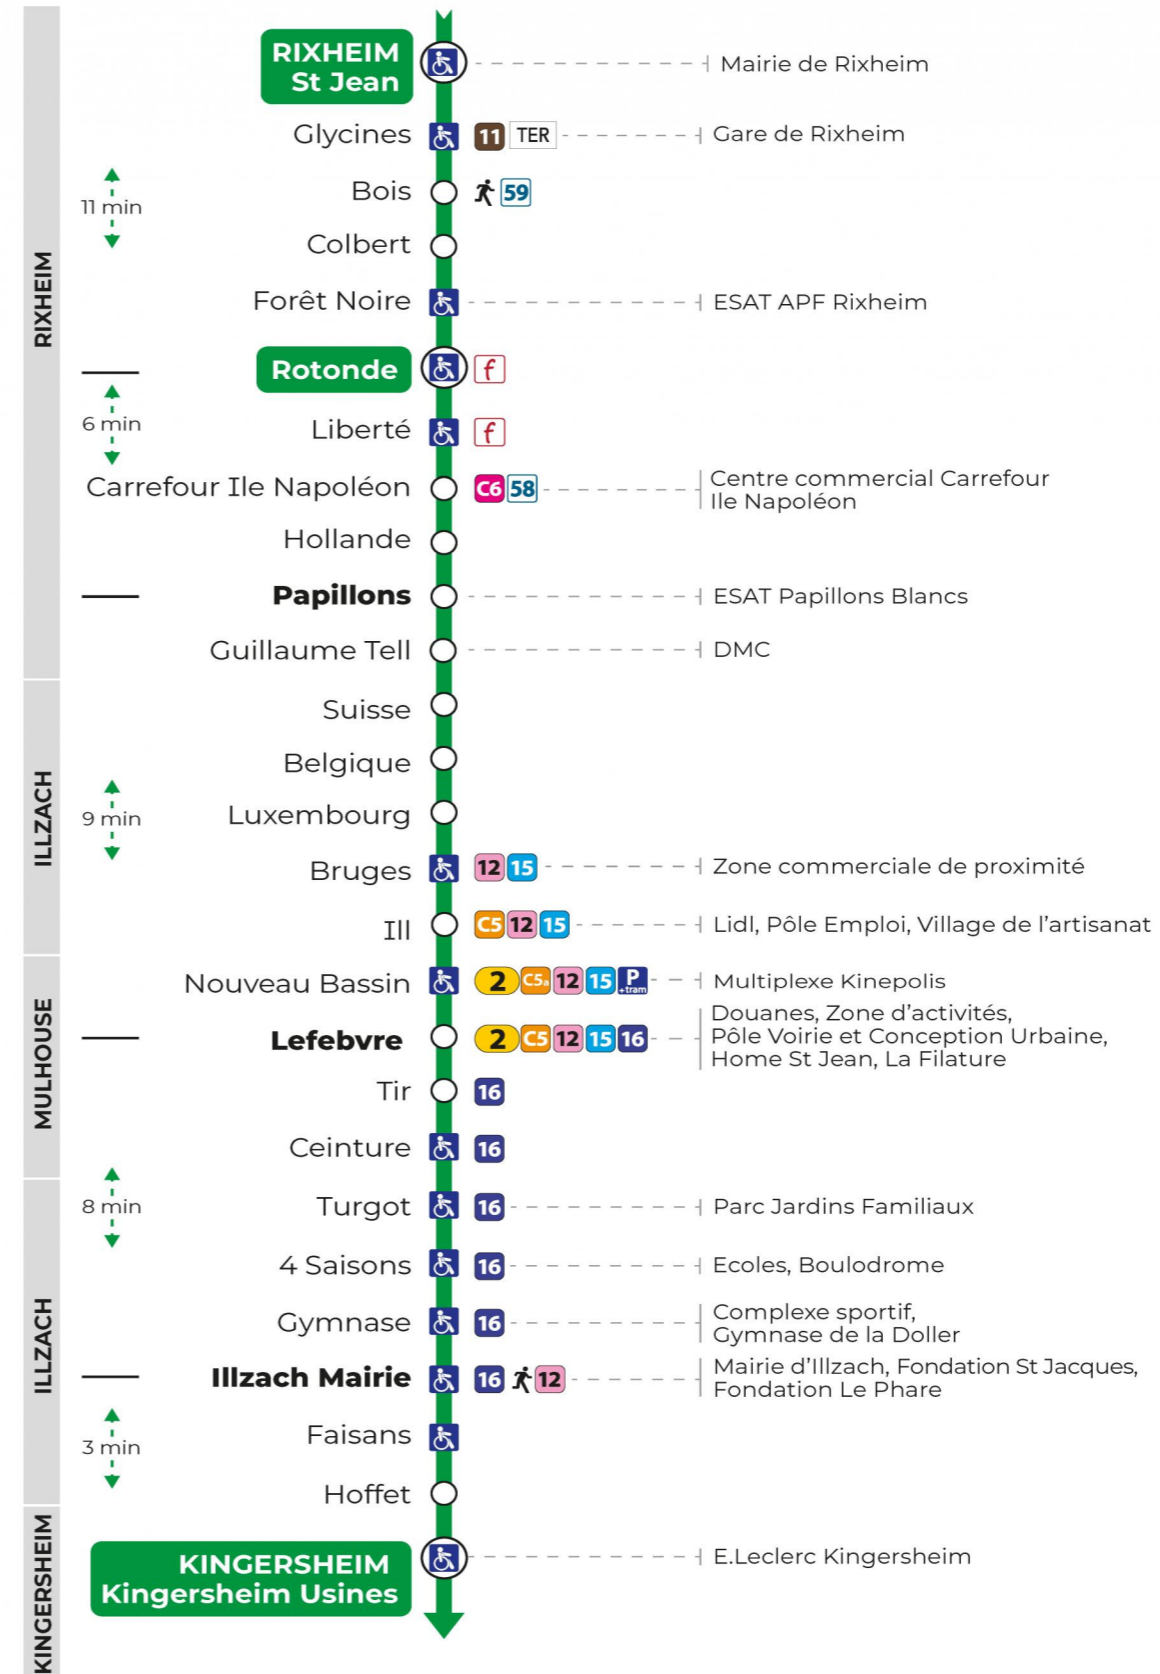 RIXHEIM
St Jean
Mairie de Rixheim
Glycines 11 TER Gare de Rixheim
Bois 59
11 min
Colbert
RIXHEIM
Forêt Noire ESAT APF Rixheim
Rotonde f
6 min
Liberté f
Carrefour Ile Napoléon C6 58 Centre commercial Carrefour
Ile Napoléon
Hollande
Papillons ESAT Papillons Blancs
Guillaume Tell DMC
Suisse
Belgique
ILLZACH
9 min
Luxembourg
Bruges 12 15 Zone commerciale de proximité
Ill C5 12 15 Lidl, Pôle Emploi, Village de l'artisanat
Nouveau Bassin 2 C5a 12 15 P +tram Multiplexe Kinepolis
MULHOUSE
Lefebvre 2 C5 12 15 16 Douanes, Zone d'activités,
Pôle Voirie et Conception Urbaine,
Home St Jean, La Filature
Tir 16
Ceinture 16
8 min
Turgot 16 Parc Jardins Familiaux
4 Saisons 16 Ecoles, Boulodrome
Gymnase 16 Complexe sportif,
Gymnase de la Doller
ILLZACH
Illzach Mairie 16 12 Mairie d'Illzach, Fondation St Jacques,
Fondation Le Phare
Faisans
3 min
Hoffet
KINGERSHEIM
KINGERSHEIM
Kingersheim Usines
E.Leclerc Kingersheim